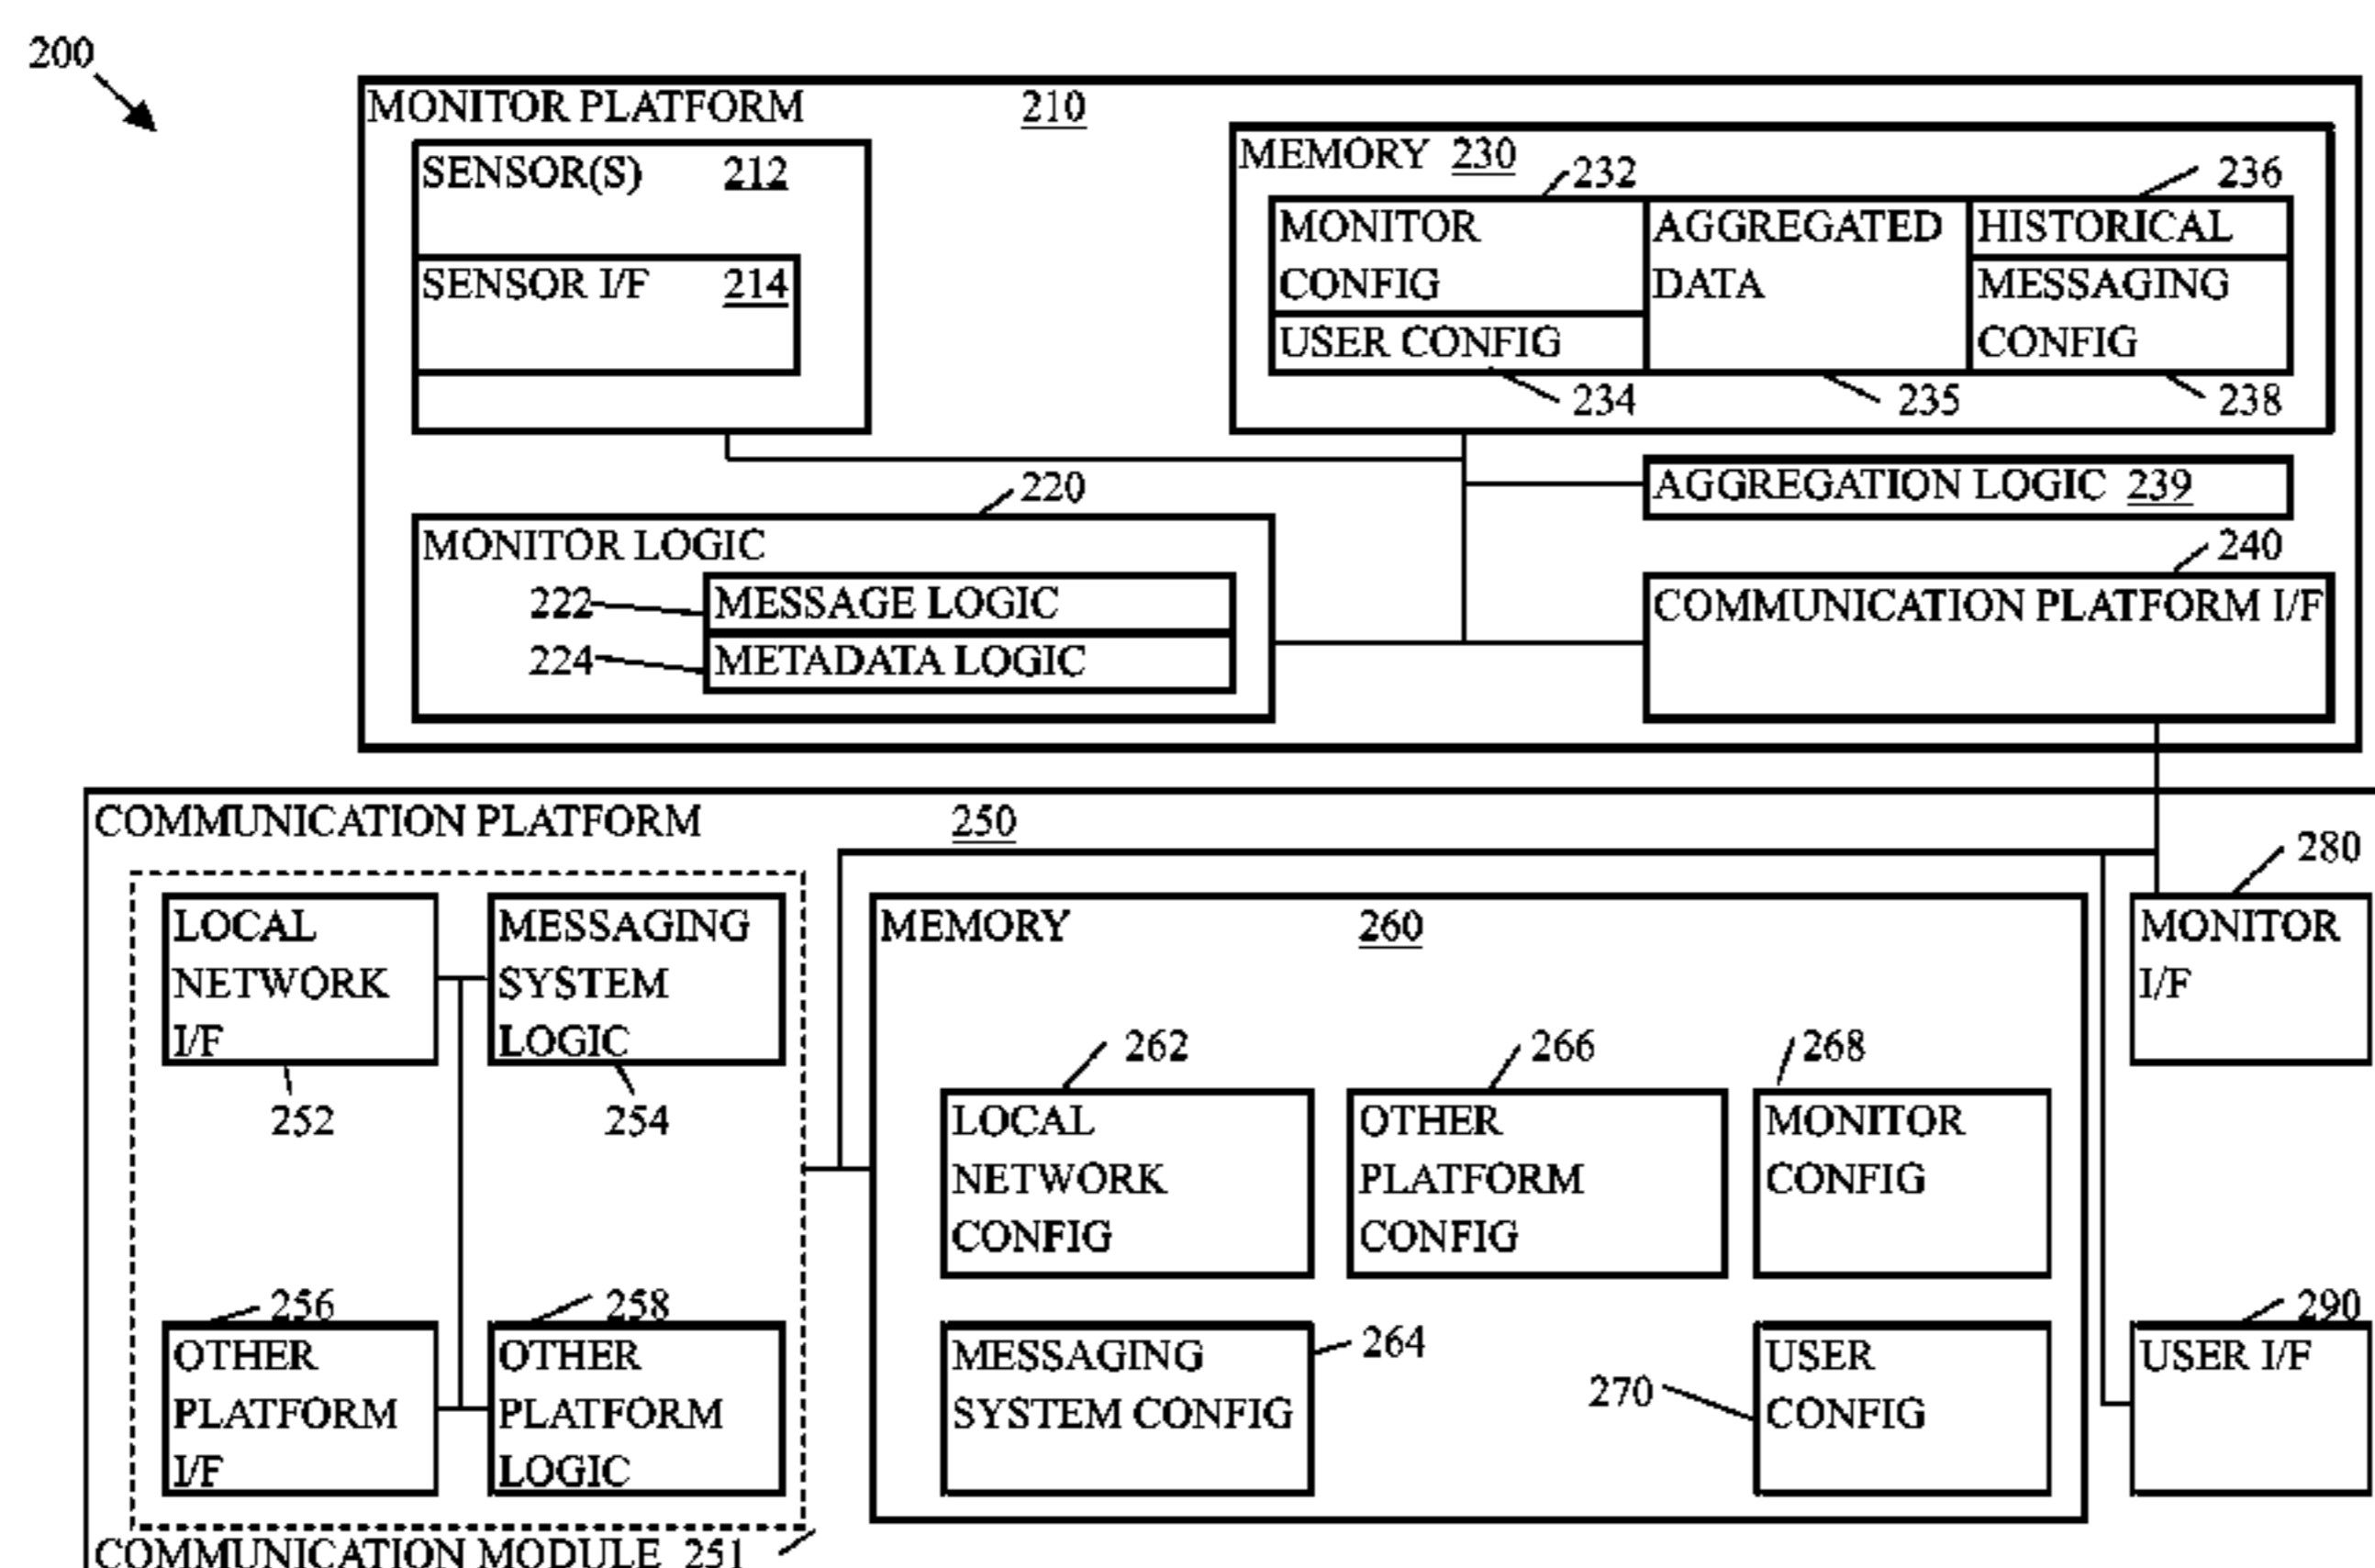 200
MONITOR PLATFORM 210
SENSOR(S) 212
SENSOR I/F 214
MEMORY 230
232
236
MONITOR
CONFIG
USER CONFIG
AGGREGATED
DATA
HISTORICAL
MESSAGING
CONFIG
234
235
238
AGGREGATION LOGIC 239
220
MONITOR LOGIC
222
MESSAGE LOGIC
224
METADATA LOGIC
240
COMMUNICATION PLATFORM I/F
COMMUNICATION PLATFORM 250
LOCAL
NETWORK
I/F
252
MESSAGING
SYSTEM
LOGIC
254
256
OTHER
PLATFORM
I/F
258
OTHER
PLATFORM
LOGIC
COMMUNICATION MODULE 251
MEMORY 260
262
LOCAL
NETWORK
CONFIG
266
OTHER
PLATFORM
CONFIG
268
MONITOR
CONFIG
MESSAGING
SYSTEM CONFIG
264
270
USER
CONFIG
280
MONITOR
I/F
290
USER I/F